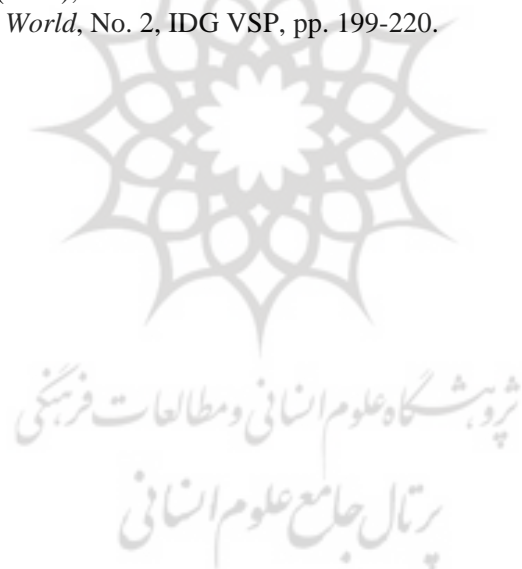 World, No. 2, IDG VSP, pp. 199-220.
پژوهشگاه علوم انسانی و مطالعات فرهنگی
پرتال جامع علوم انسانی